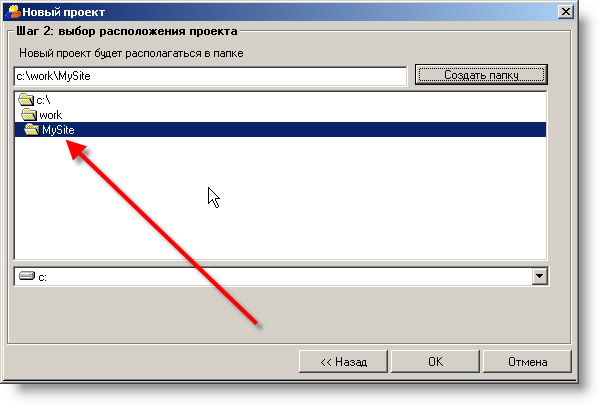 Новый проект
Шаг 2: выбор расположения проекта
Новый проект будет располагаться в папке
c:\work\MySite
Создать папку
c:\
work
MySite
c:
<< Назад
OK
Отмена